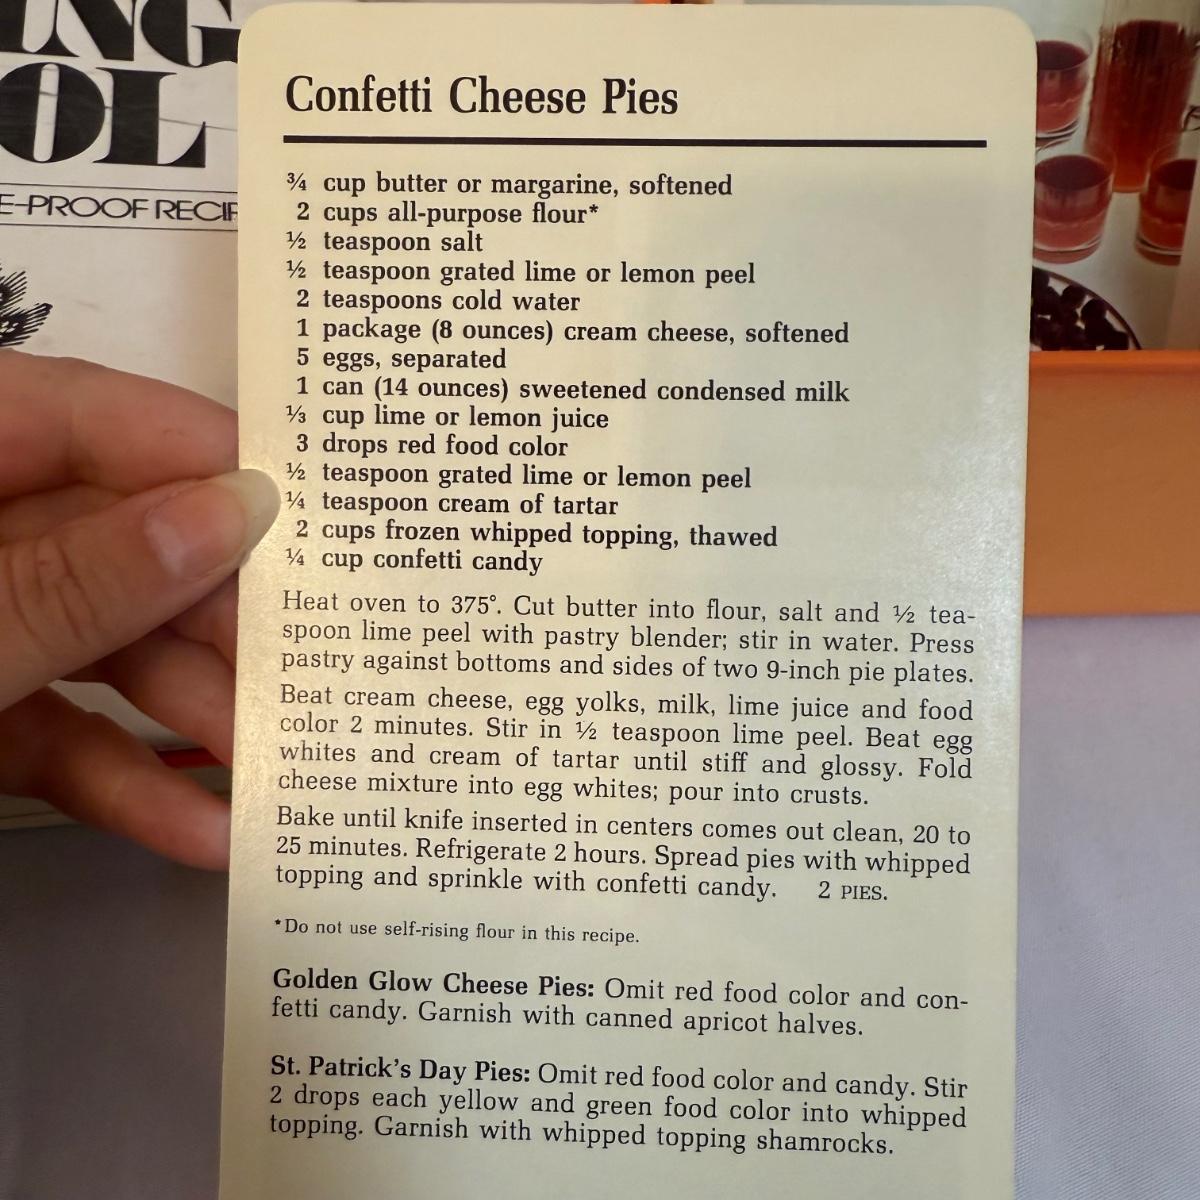 ING
OL
E-PROOF RECIP
Confetti Cheese Pies
¾ cup butter or margarine, softened
2 cups all-purpose flour*
½ teaspoon salt
½ teaspoon grated lime or lemon peel
2 teaspoons cold water
1 package (8 ounces) cream cheese, softened
5 eggs, separated
1 can (14 ounces) sweetened condensed milk
⅓ cup lime or lemon juice
3 drops red food color
½ teaspoon grated lime or lemon peel
¼ teaspoon cream of tartar
2 cups frozen whipped topping, thawed
¼ cup confetti candy
Heat oven to 375°. Cut butter into flour, salt and ½ tea-
spoon lime peel with pastry blender; stir in water. Press
pastry against bottoms and sides of two 9-inch pie plates.
Beat cream cheese, egg yolks, milk, lime juice and food
color 2 minutes. Stir in ½ teaspoon lime peel. Beat egg
whites and cream of tartar until stiff and glossy. Fold
cheese mixture into egg whites; pour into crusts.
Bake until knife inserted in centers comes out clean, 20 to
25 minutes. Refrigerate 2 hours. Spread pies with whipped
topping and sprinkle with confetti candy. 2 PIES.
*Do not use self-rising flour in this recipe.
Golden Glow Cheese Pies: Omit red food color and con-
fetti candy. Garnish with canned apricot halves.
St. Patrick's Day Pies: Omit red food color and candy. Stir
2 drops each yellow and green food color into whipped
topping. Garnish with whipped topping shamrocks.